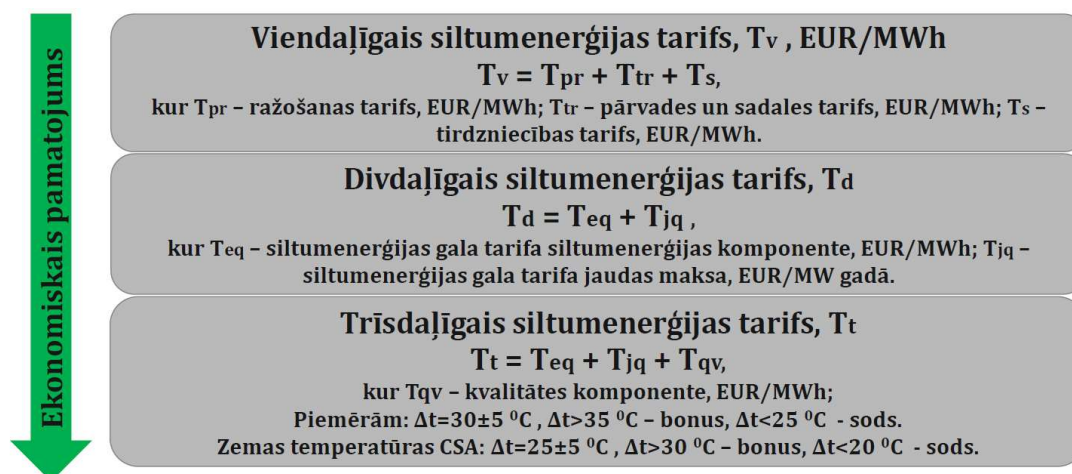 Ekonomiskais pamatojums
Viendaļīgais siltumenerģijas tarifs, Tv , EUR/MWh
Tv = Tpr + Ttr + Ts,
kur Tpr – ražošanas tarifs, EUR/MWh; Ttr – pārvades un sadales tarifs, EUR/MWh; Ts –
tirdzniecības tarifs, EUR/MWh.
Divdaļīgais siltumenerģijas tarifs, Td
Td = Teq + Tjq ,
kur Teq – siltumenerģijas gala tarifa siltumenerģijas komponente, EUR/MWh; Tjq –
siltumenerģijas gala tarifa jaudas maksa, EUR/MW gadā.
Trīsdaļīgais siltumenerģijas tarifs, Tt
Tt = Teq + Tjq + Tqv,
kur Tqv – kvalitātes komponente, EUR/MWh;
Piemērām: Δt=30±5 ⁰C , Δt>35 ⁰C – bonus, Δt<25 ⁰C - sods.
Zemas temperatūras CSA: Δt=25±5 ⁰C , Δt>30 ⁰C – bonus, Δt<20 ⁰C - sods.